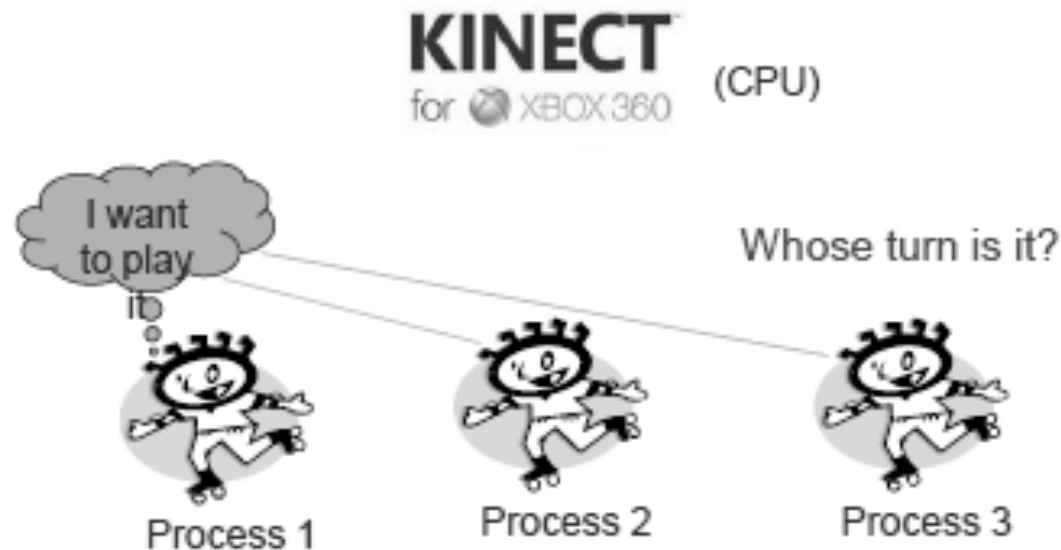 KINECT
for XBOX 360
(CPU)
I want
to play
it
Whose turn is it?
Process 1
Process 2
Process 3